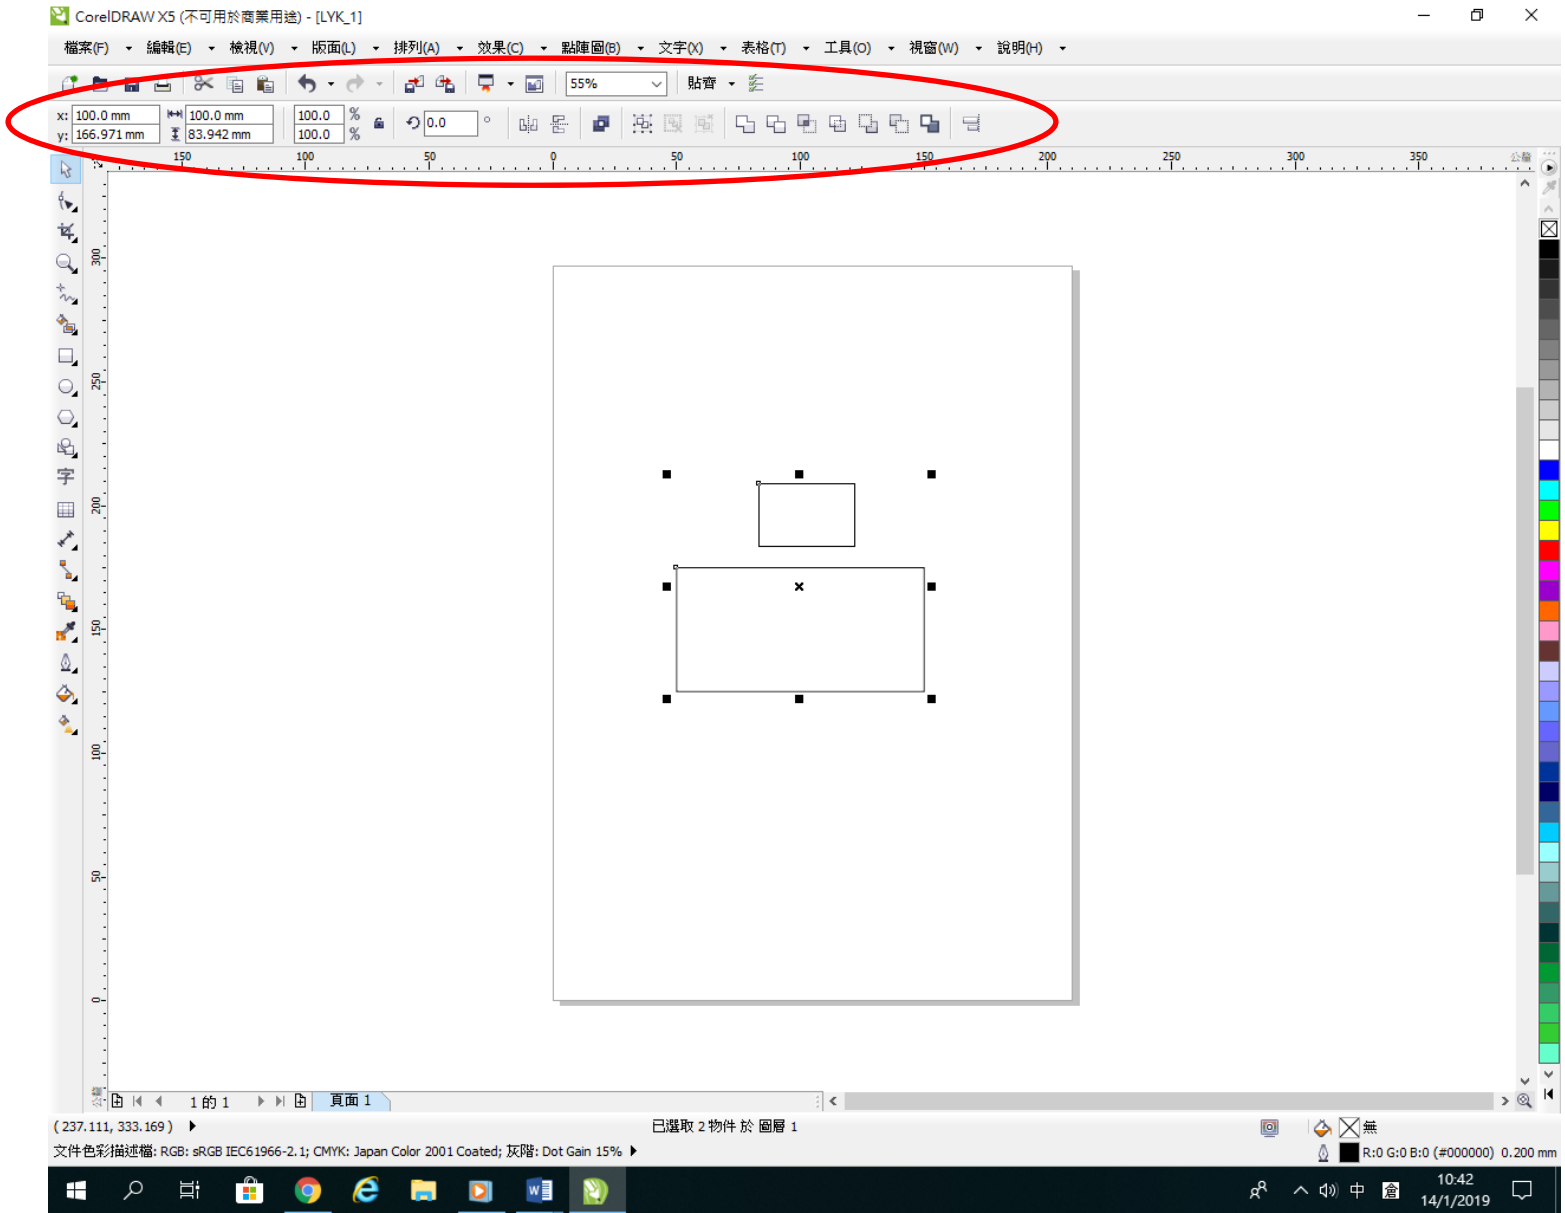 CorelDRAW X5 (不可用於商業用途) - [LYK_1]
檔案(F) 編輯(E) 檢視(V) 版面(L) 排列(A) 效果(C) 點陣圖(B) 文字(X) 表格(T) 工具(O) 視窗(W) 說明(H)
55% 貼齊
x: 100.0 mm 100.0 mm 100.0 %
y: 166.971 mm 83.942 mm 100.0 %
0.0 °
150 100 50 0 50 100 150 200 250 300 350 公釐
300
250
字
200
150
100
50
0
1 的 1 頁面 1
( 237.111, 333.169 ) 已選取 2 物件 於 圖層 1 無
文件色彩描述檔: RGB: sRGB IEC61966-2.1; CMYK: Japan Color 2001 Coated; 灰階: Dot Gain 15% R:0 G:0 B:0 (#000000) 0.200 mm
中 倉 10:42
14/1/2019